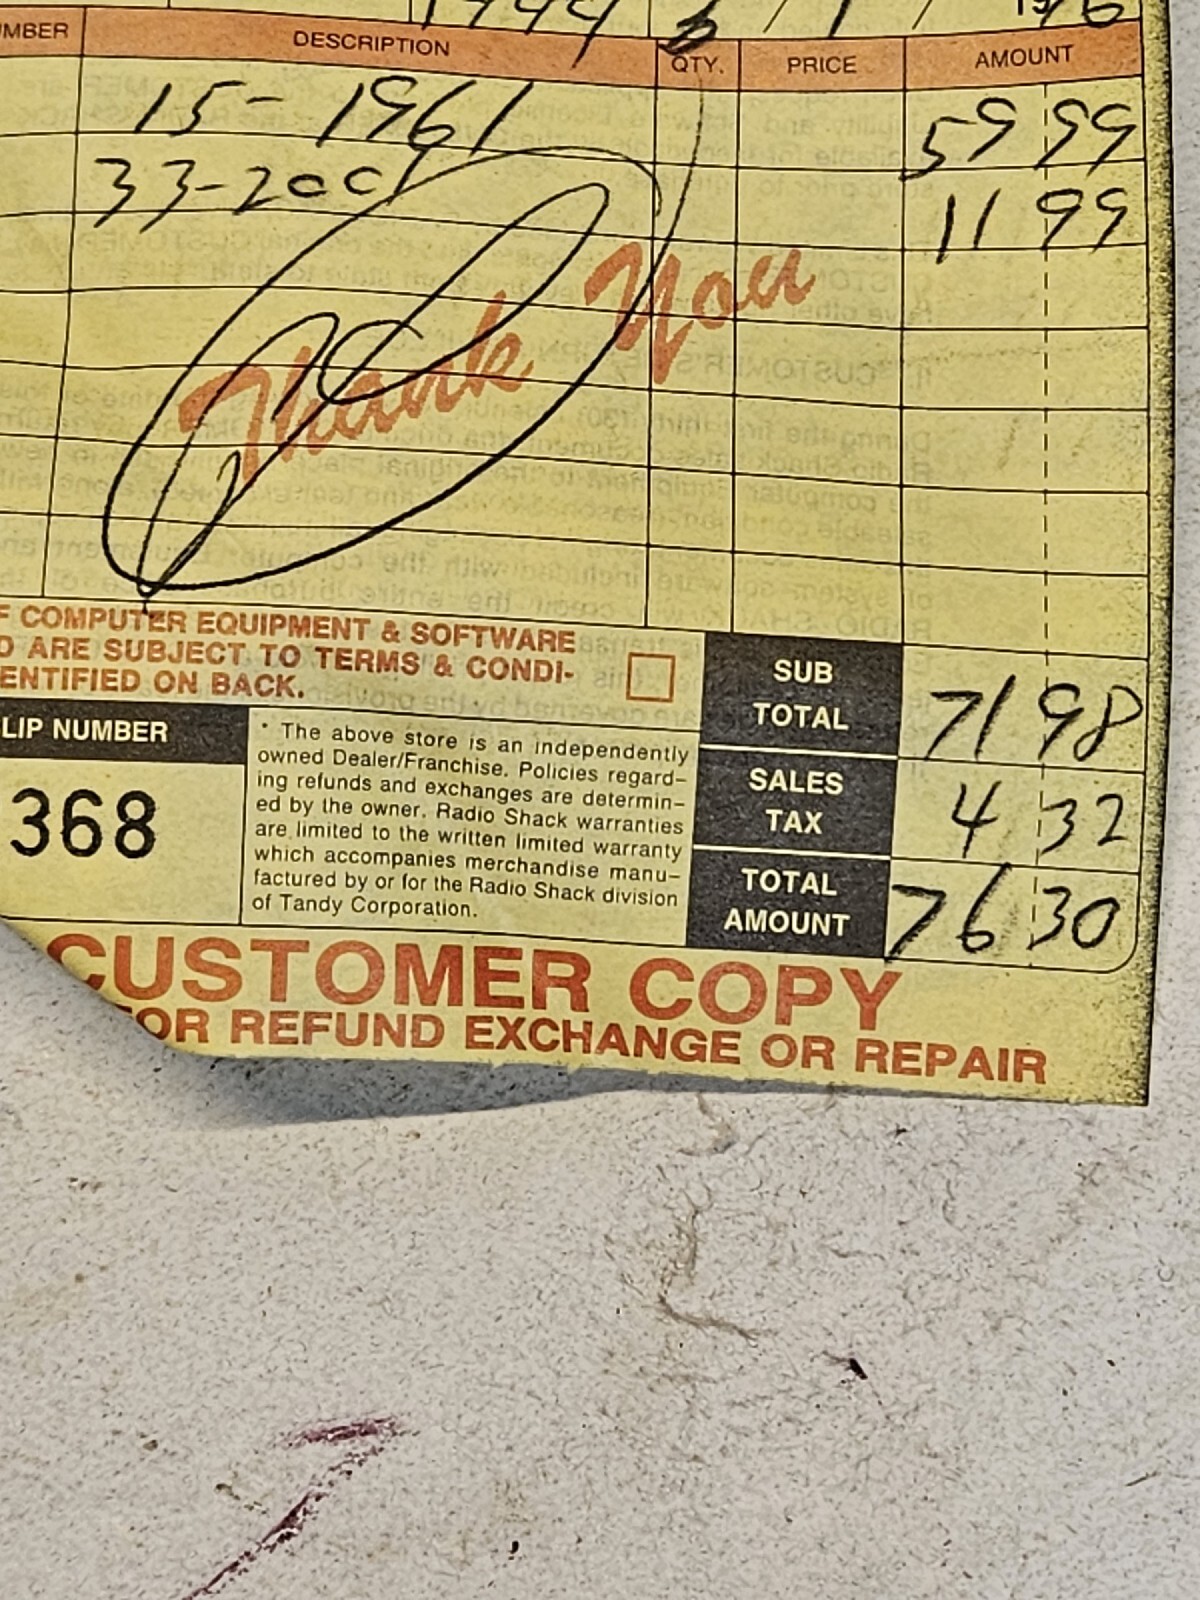 MBER DESCRIPTION QTY. PRICE AMOUNT
15-1961 59 99
33-2001 11 99
Thank You
F COMPUTER EQUIPMENT & SOFTWARE
D ARE SUBJECT TO TERMS & CONDI-
ENTIFIED ON BACK.
SUB TOTAL 71 98
LIP NUMBER
368
* The above store is an independently
owned Dealer/Franchise. Policies regard-
ing refunds and exchanges are determin-
ed by the owner. Radio Shack warranties
are limited to the written limited warranty
which accompanies merchandise manu-
factured by or for the Radio Shack division
of Tandy Corporation.
SALES TAX 4 32
TOTAL AMOUNT 76 30
CUSTOMER COPY
FOR REFUND EXCHANGE OR REPAIR